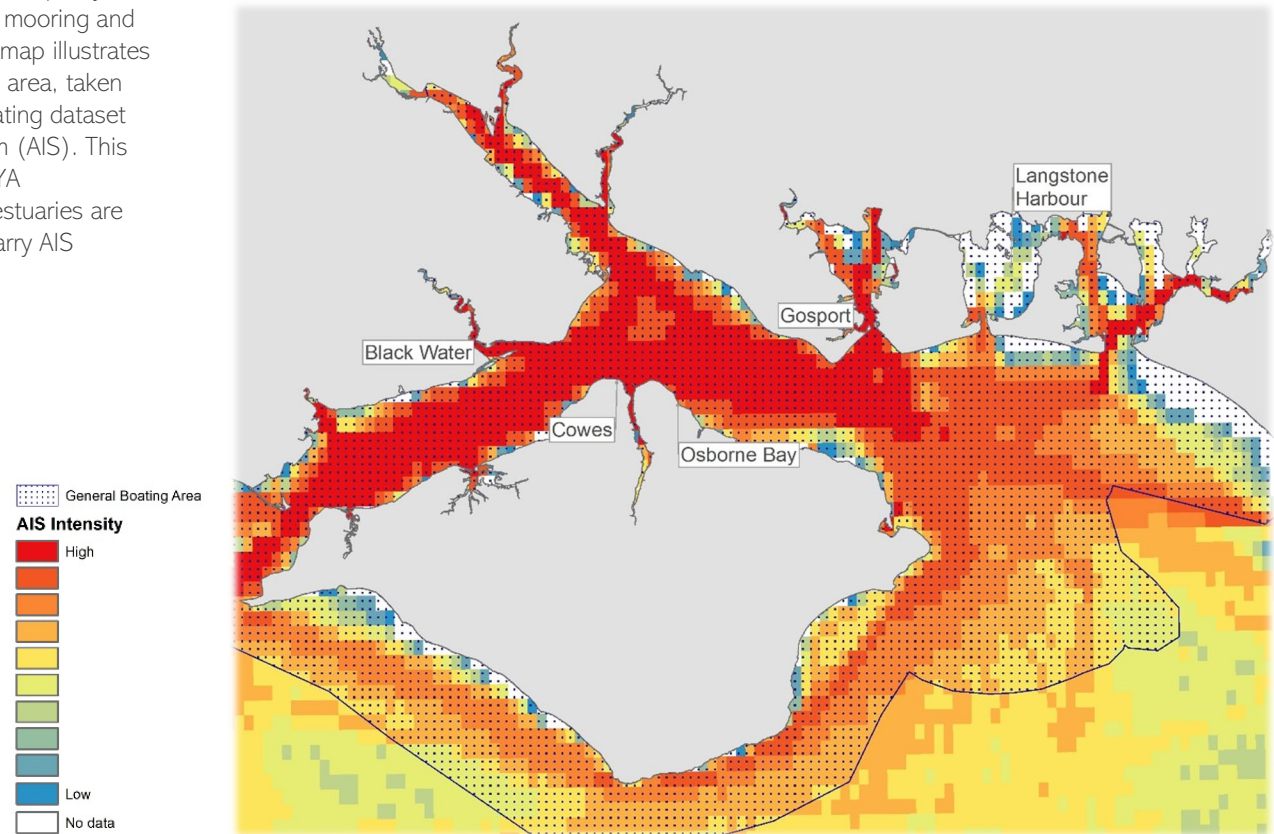 mooring and
map illustrates
area, taken
ating dataset
(AIS). This
YA
estuaries are
arry AIS
Langstone
Harbour
Gosport
Black Water
Cowes
Osborne Bay
General Boating Area
AIS Intensity
High
Low
No data